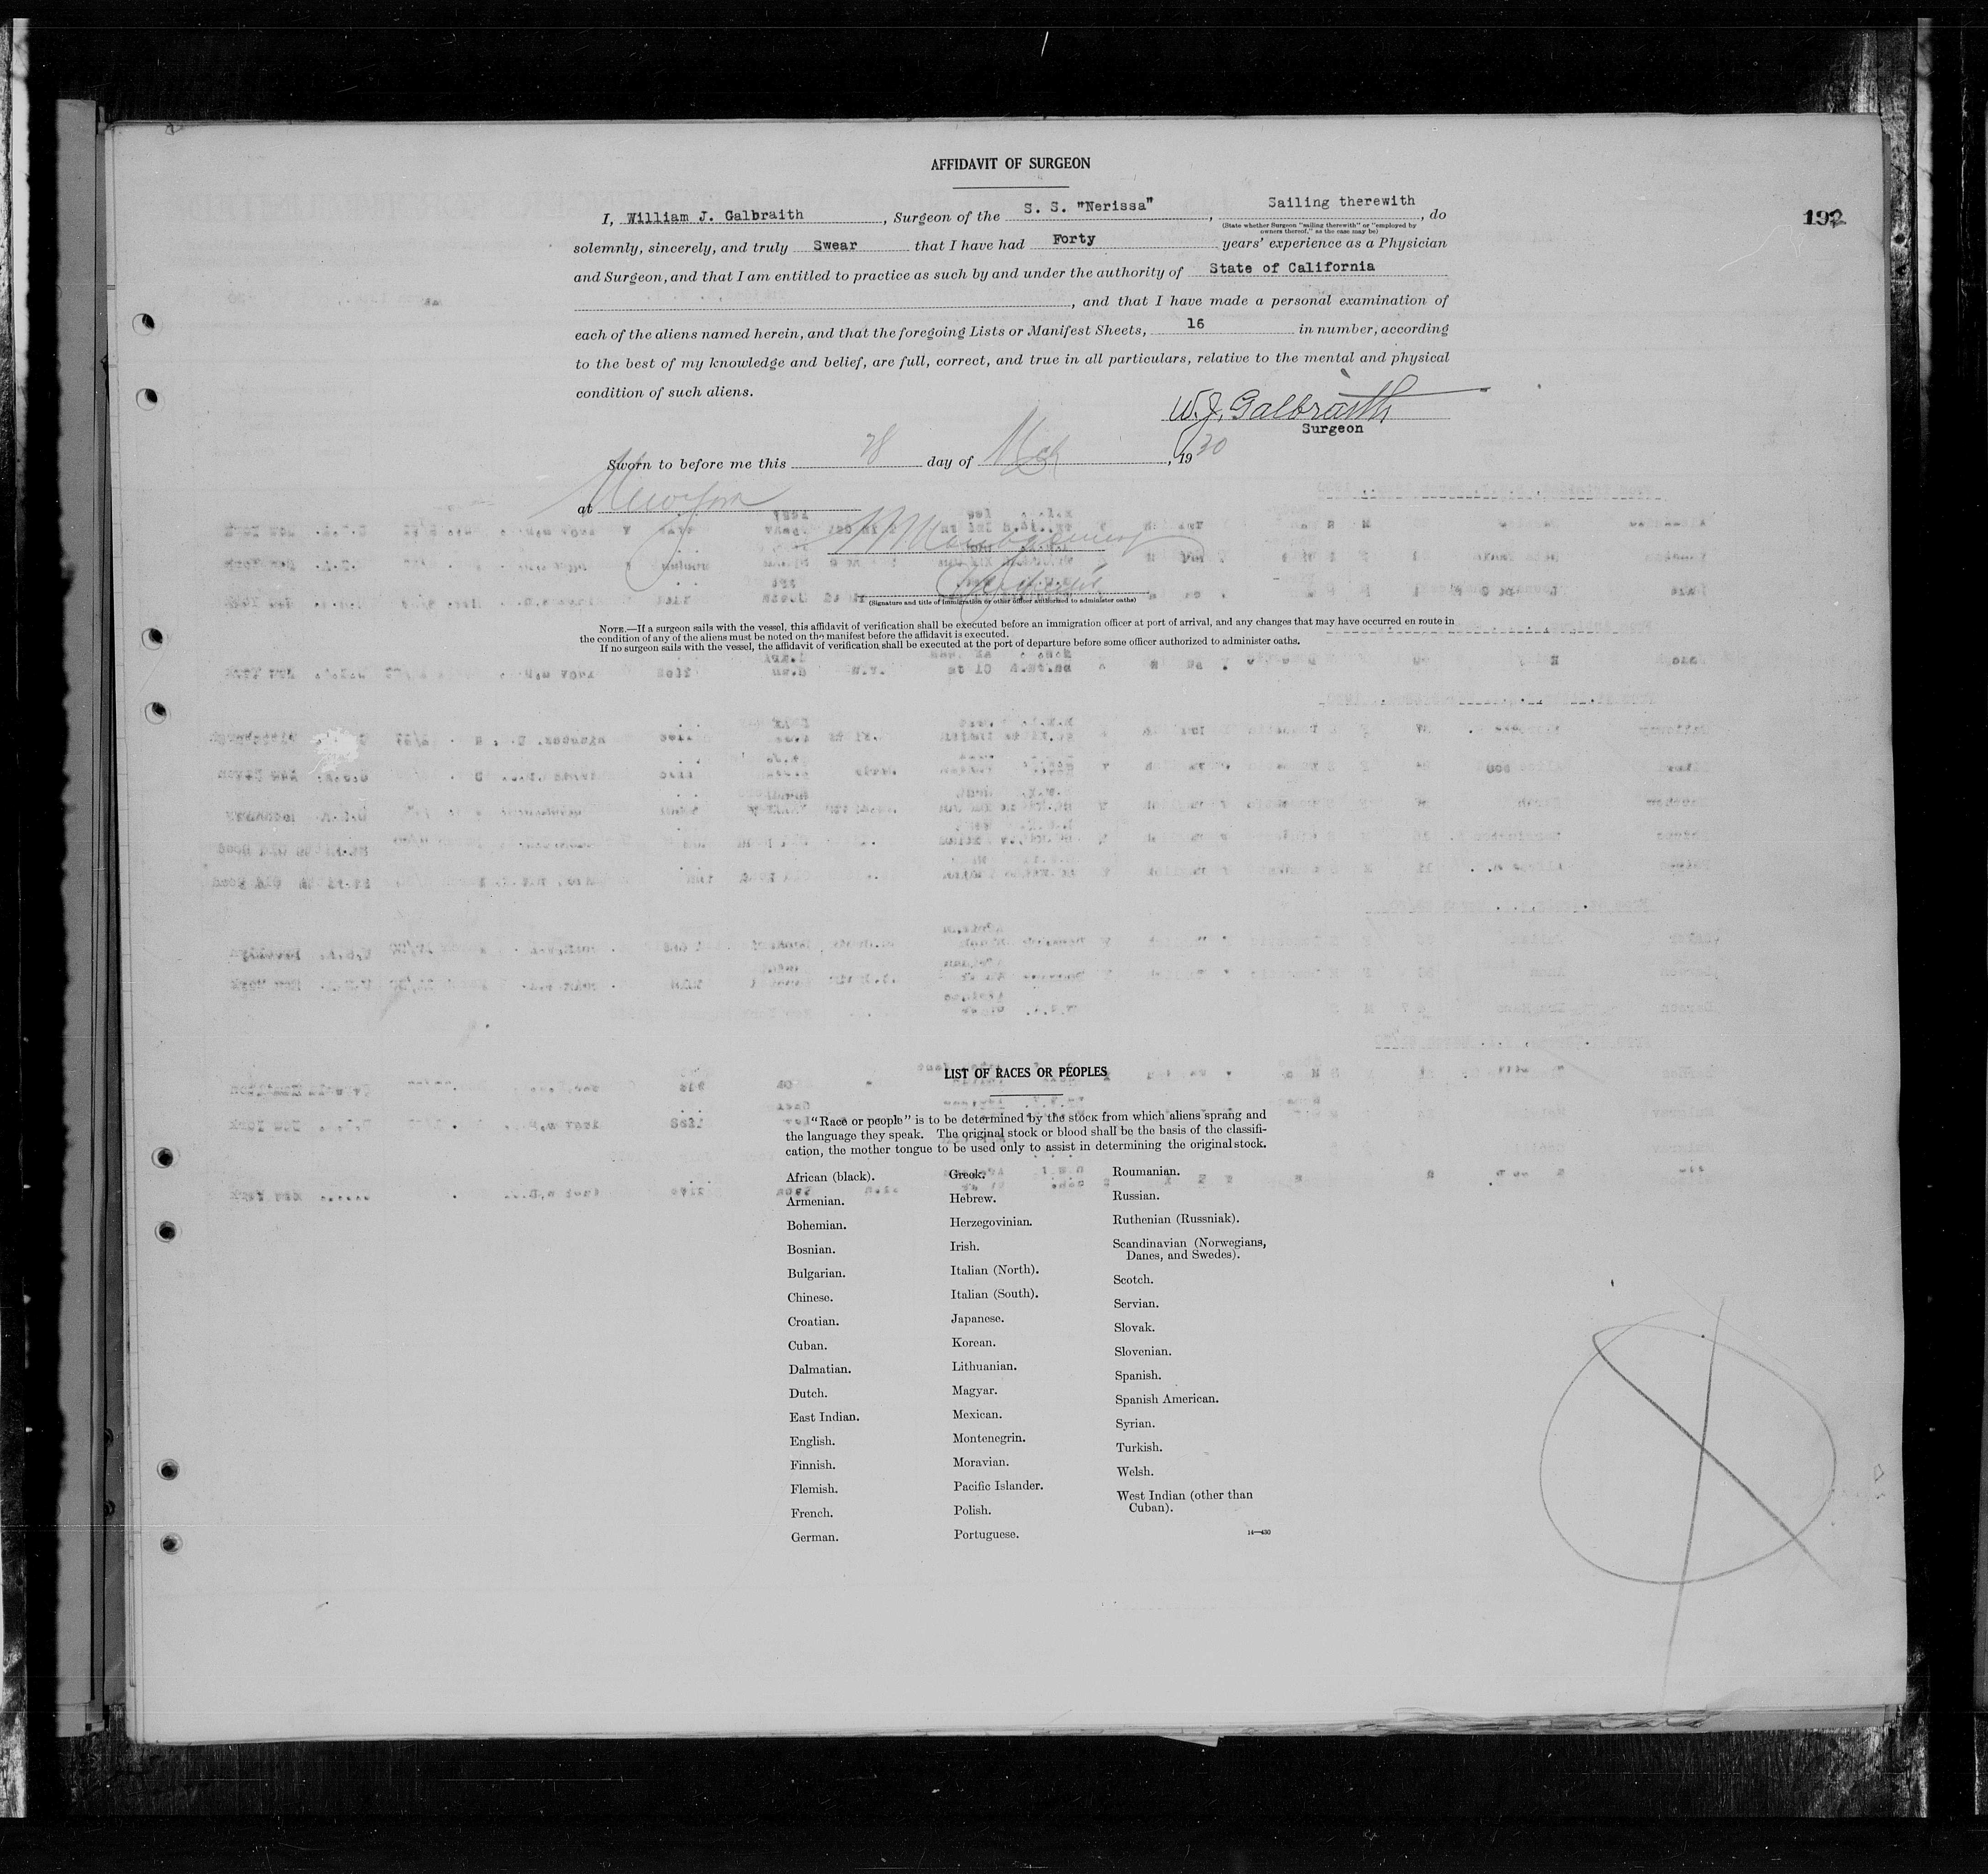 AFFIDAVIT OF SURGEON
192
I, William J. Galbraith, Surgeon of the S. S. "Nerissa", Sailing therewith, do
(State whether Surgeon "sailing therewith" or "employed by
owners thereof," as the case may be)
solemnly, sincerely, and truly Swear that I have had Forty years' experience as a Physician
and Surgeon, and that I am entitled to practice as such by and under the authority of State of California
, and that I have made a personal examination of
each of the aliens named herein, and that the foregoing Lists or Manifest Sheets, 16 in number, according
to the best of my knowledge and belief, are full, correct, and true in all particulars, relative to the mental and physical
condition of such aliens.
W. J. Galbraith
Surgeon
Sworn to before me this 28 day of Mch, 1930
at New York
(Signature and title of immigration or other officer authorized to administer oaths)
NOTE.—If a surgeon sails with the vessel, this affidavit of verification shall be executed before an immigration officer at port of arrival, and any changes that may have occurred en route in
the condition of any of the aliens must be noted on the manifest before the affidavit is executed.
If no surgeon sails with the vessel, the affidavit of verification shall be executed at the port of departure before some officer authorized to administer oaths.
LIST OF RACES OR PEOPLES
"Race or people" is to be determined by the stock from which aliens sprang and
the language they speak. The original stock or blood shall be the basis of the classifi-
cation, the mother tongue to be used only to assist in determining the original stock.
African (black).
Armenian.
Bohemian.
Bosnian.
Bulgarian.
Chinese.
Croatian.
Cuban.
Dalmatian.
Dutch.
East Indian.
English.
Finnish.
Flemish.
French.
German.
Greek.
Hebrew.
Herzegovinian.
Irish.
Italian (North).
Italian (South).
Japanese.
Korean.
Lithuanian.
Magyar.
Mexican.
Montenegrin.
Moravian.
Pacific Islander.
Polish.
Portuguese.
Roumanian.
Russian.
Ruthenian (Russniak).
Scandinavian (Norwegians,
Danes, and Swedes).
Scotch.
Servian.
Slovak.
Slovenian.
Spanish.
Spanish American.
Syrian.
Turkish.
Welsh.
West Indian (other than
Cuban).
14—430